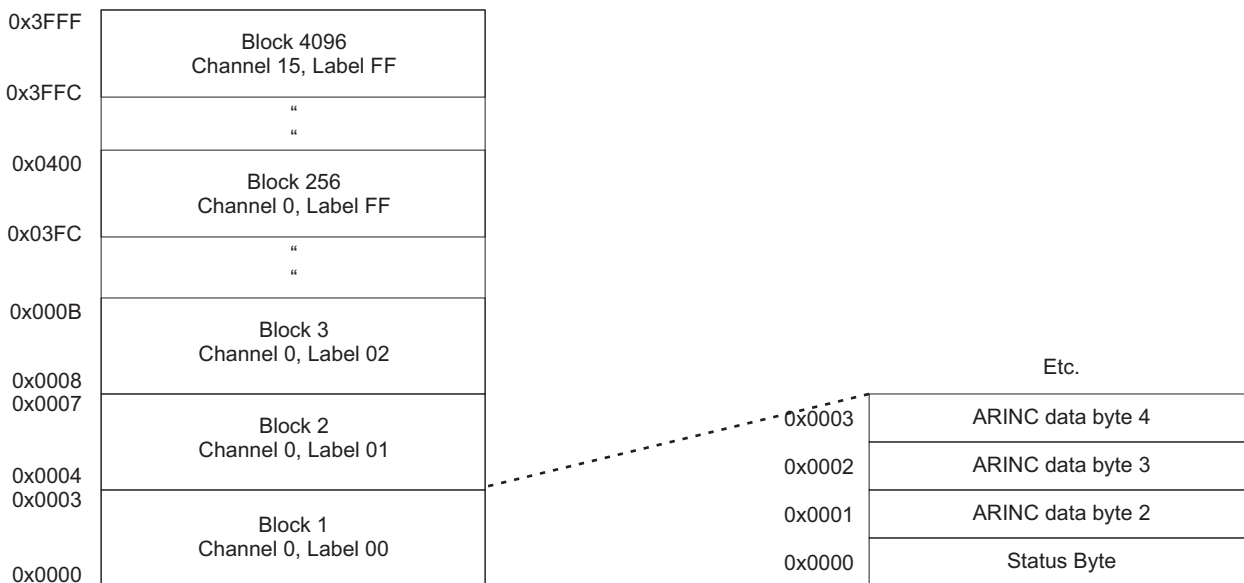 0x3FFF
Block 4096
Channel 15, Label FF
0x3FFC
“
“
0x0400
Block 256
Channel 0, Label FF
0x03FC
“
“
0x000B
Block 3
Channel 0, Label 02
0x0008
0x0007
Block 2
Channel 0, Label 01
0x0004
0x0003
Block 1
Channel 0, Label 00
0x0000
Etc.
0x0003 ARINC data byte 4
0x0002 ARINC data byte 3
0x0001 ARINC data byte 2
0x0000 Status Byte